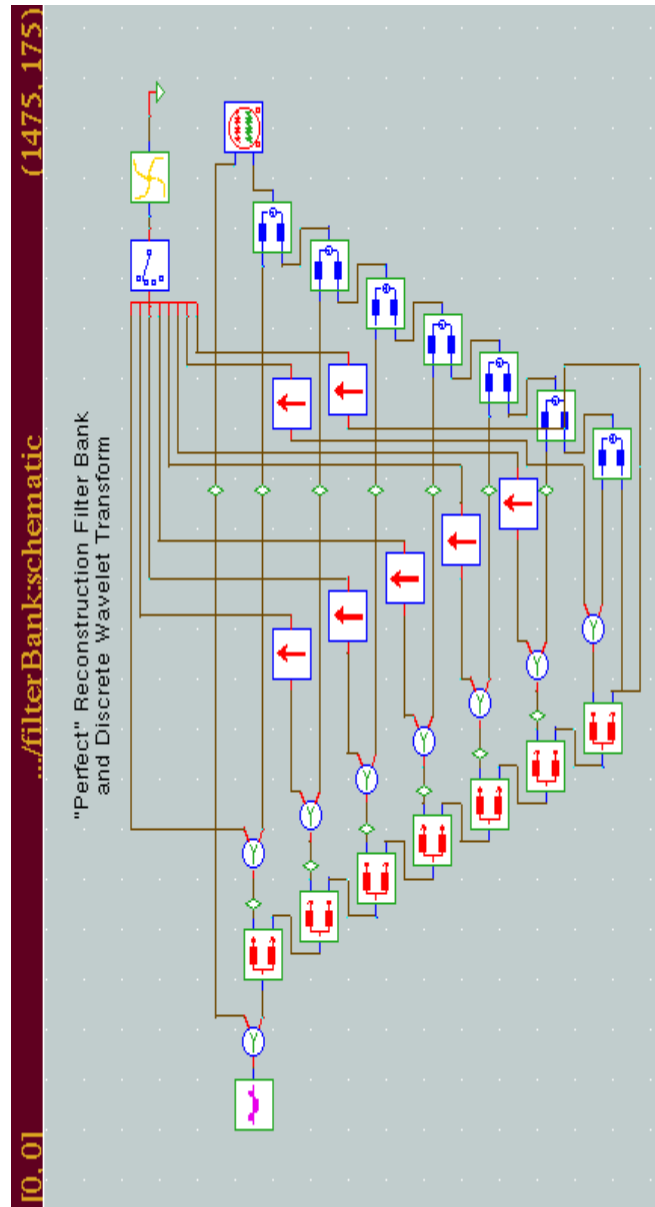 [0, 0] .../filterBank:schematic (1475, 175)
"Perfect" Reconstruction Filter Bank
and Discrete Wavelet Transform